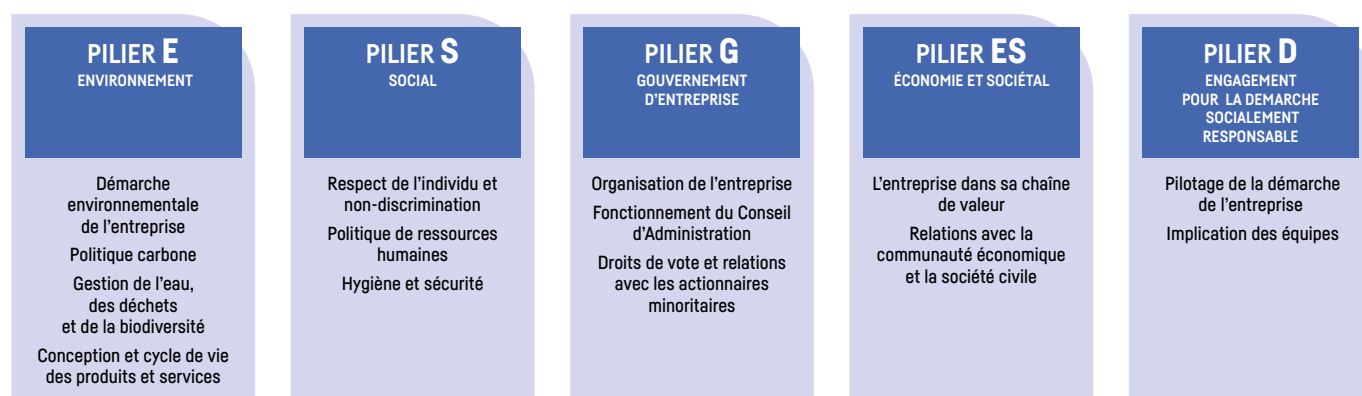 PILIER E
ENVIRONNEMENT
Démarche
environnementale
de l'entreprise
Politique carbone
Gestion de l'eau,
des déchets
et de la biodiversité
Conception et cycle de vie
des produits et services
PILIER S
SOCIAL
Respect de l'individu et
non-discrimination
Politique de ressources
humaines
Hygiène et sécurité
PILIER G
GOUVERNEMENT
D'ENTREPRISE
Organisation de l'entreprise
Fonctionnement du Conseil
d'Administration
Droits de vote et relations
avec les actionnaires
minoritaires
PILIER ES
ÉCONOMIE ET SOCIÉTAL
L'entreprise dans sa chaîne
de valeur
Relations avec la
communauté économique
et la société civile
PILIER D
ENGAGEMENT
POUR LA DEMARCHE
SOCIALEMENT
RESPONSABLE
Pilotage de la démarche
de l'entreprise
Implication des équipes